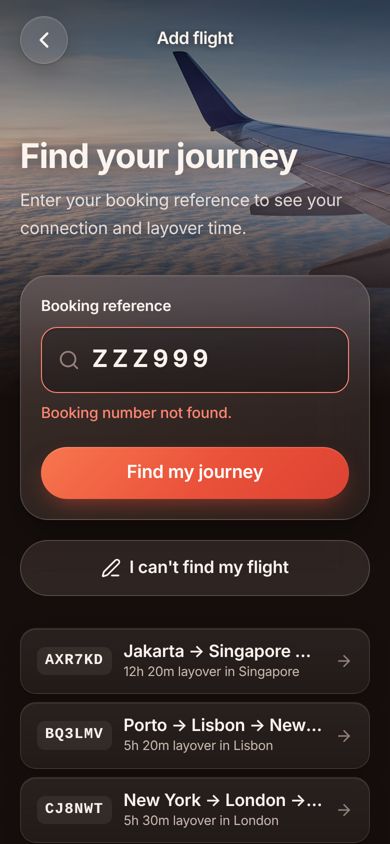 Add flight
Find your journey
Enter your booking reference to see your
connection and layover time.
Booking reference
ZZZ999
Booking number not found.
Find my journey
I can't find my flight
AXR7KD
Jakarta → Singapore ...
12h 20m layover in Singapore
BQ3LMV
Porto → Lisbon → New...
5h 20m layover in Lisbon
CJ8NWT
New York → London →...
5h 30m layover in London